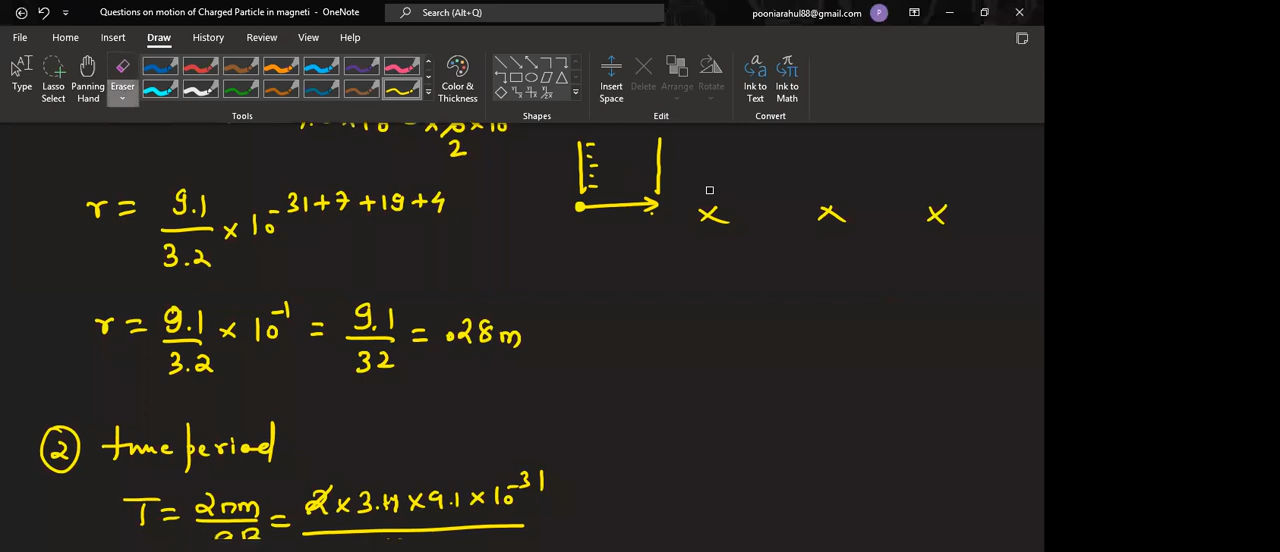 Questions on motion of Charged Particle in magneti - OneNote
Search (Alt+Q)
pooniarahul88@gmail.com P
File Home Insert Draw History Review View Help
Type Lasso Select Panning Hand Eraser Color & Thickness Insert Space Delete Arrange Rotate Ink to Text Ink to Math
Tools Shapes Edit Convert
2
r = 9.1/3.2 × 10^-31+7+19+4
× × ×
r = 9.1/3.2 × 10^-1 = 9.1/32 = .28 m
② time period
T = 2πm/qB = 2 × 3.14 × 9.1 × 10^-31